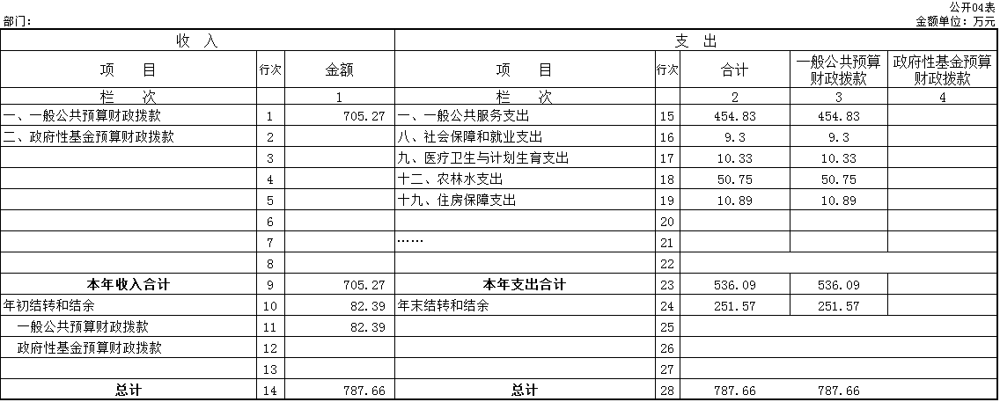 公开04表
部门： 金额单位：万元
收 入 支 出
项 目 行次 金额 项 目 行次 合计 一般公共预算财政拨款 政府性基金预算财政拨款
栏 次 1 栏 次 2 3 4
一、一般公共预算财政拨款 1 705.27 一、一般公共服务支出 15 454.83 454.83
二、政府性基金预算财政拨款 2 八、社会保障和就业支出 16 9.3 9.3
3 九、医疗卫生与计划生育支出 17 10.33 10.33
4 十二、农林水支出 18 50.75 50.75
5 十九、住房保障支出 19 10.89 10.89
6 20
7 …… 21
8 22
本年收入合计 9 705.27 本年支出合计 23 536.09 536.09
年初结转和结余 10 82.39 年末结转和结余 24 251.57 251.57
一般公共预算财政拨款 11 82.39 25
政府性基金预算财政拨款 12 26
13 27
总计 14 787.66 总计 28 787.66 787.66